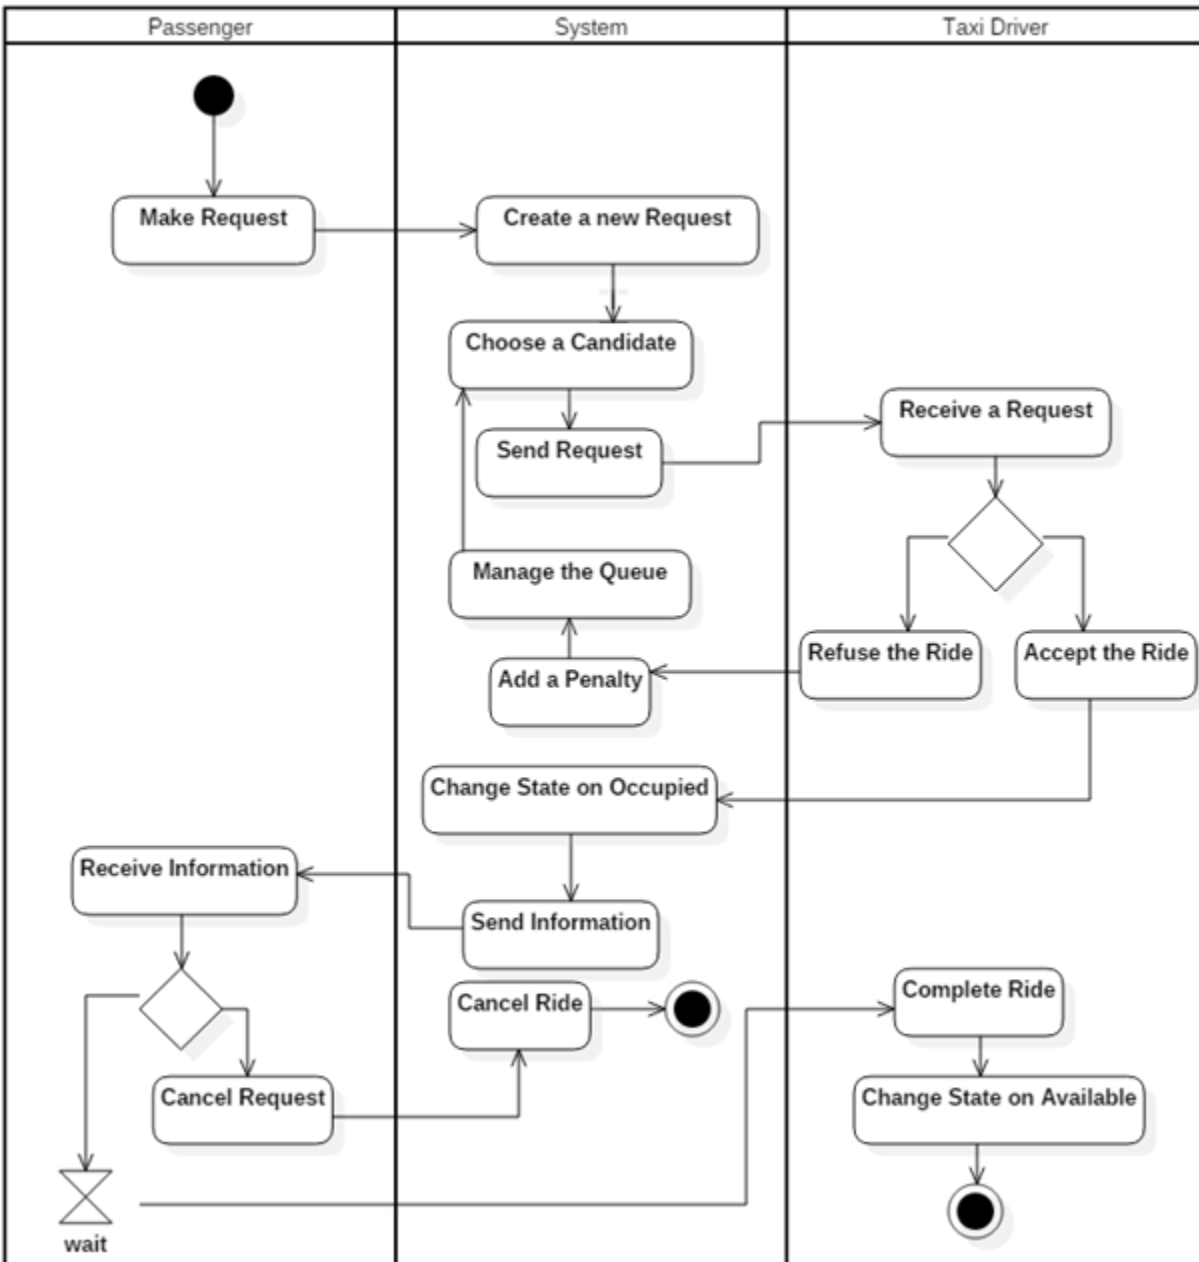 Passenger
System
Taxi Driver
Make Request
Create a new Request
Choose a Candidate
Receive a Request
Send Request
Manage the Queue
Refuse the Ride
Accept the Ride
Add a Penalty
Change State on Occupied
Receive Information
Send Information
Complete Ride
Cancel Ride
Cancel Request
Change State on Available
wait